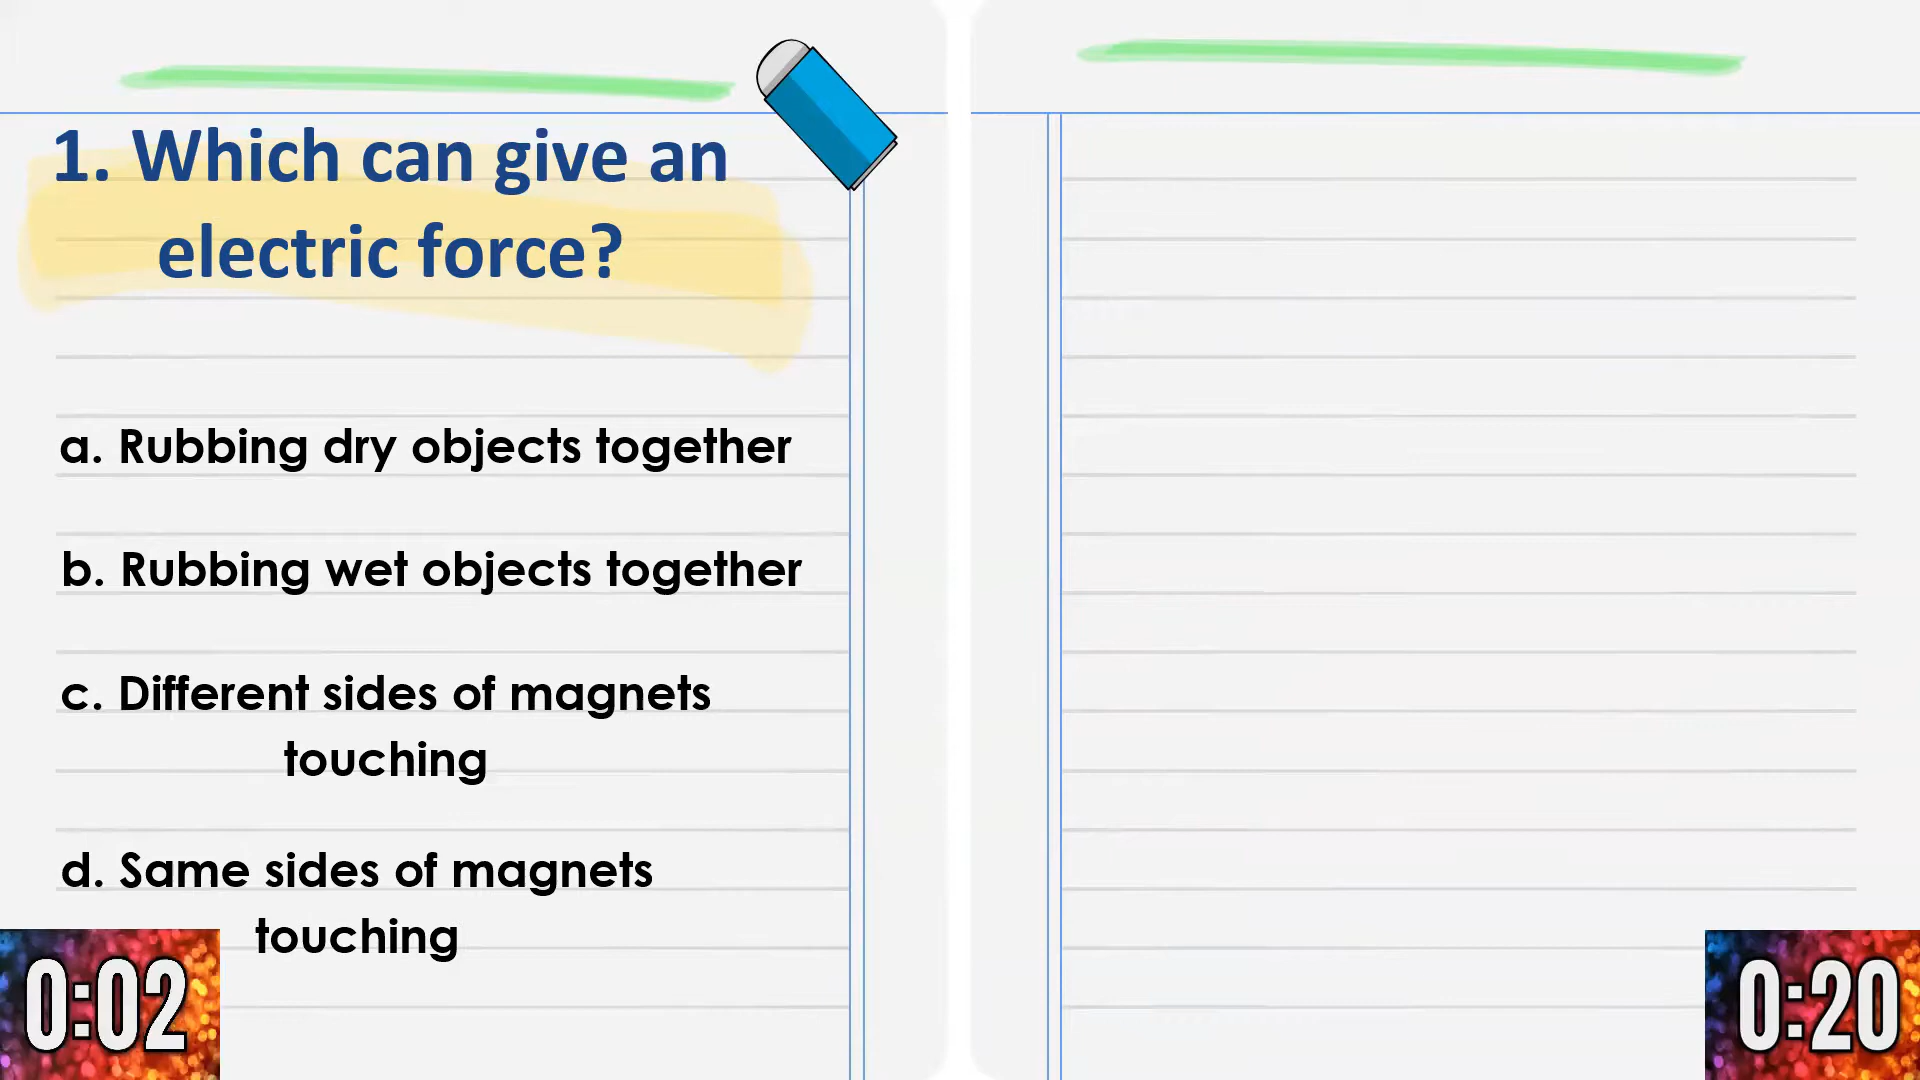 1. Which can give an
electric force?
a. Rubbing dry objects together
b. Rubbing wet objects together
c. Different sides of magnets
touching
d. Same sides of magnets
touching
0:02
0:20